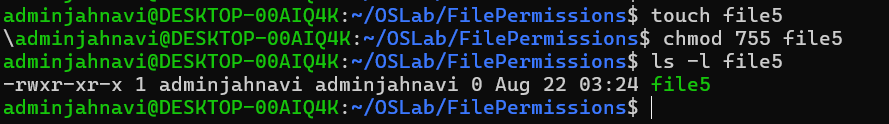 adminjahnavi@DESKTOP-00AIQ4K:~/OSLab/FilePermissions$ touch file5
\adminjahnavi@DESKTOP-00AIQ4K:~/OSLab/FilePermissions$ chmod 755 file5
adminjahnavi@DESKTOP-00AIQ4K:~/OSLab/FilePermissions$ ls -l file5
-rwxr-xr-x 1 adminjahnavi adminjahnavi 0 Aug 22 03:24 file5
adminjahnavi@DESKTOP-00AIQ4K:~/OSLab/FilePermissions$